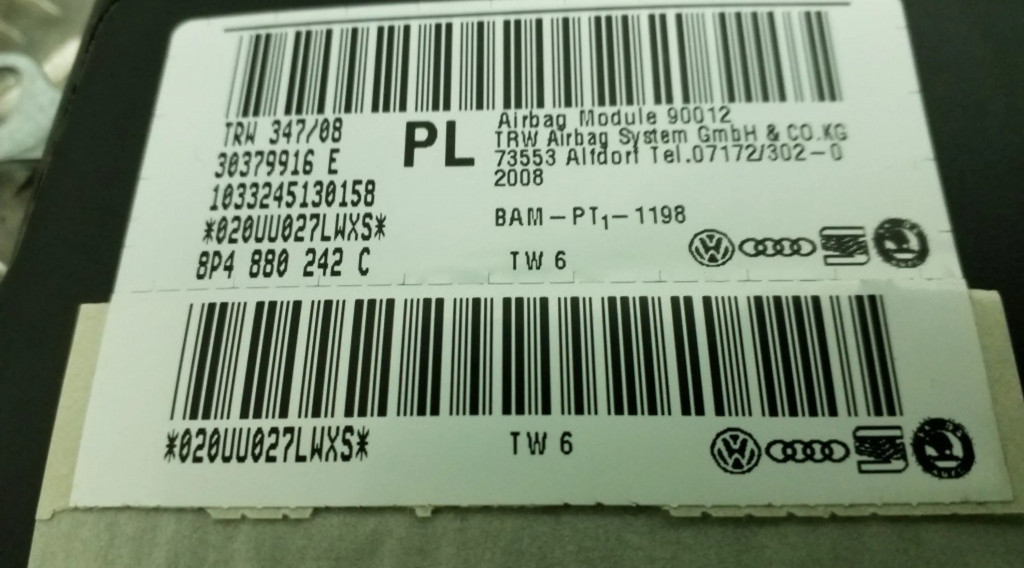 TRW 347/08
30379916 E
1033245130158
*020UU027LWXS*
8P4 880 242 C
PL
Airbag Module 90012
TRW Airbag System GmbH & CO.KG
73553 Alfdorf Tel.07172/302-0
2008
BAM-PT1-1198
TW 6
*020UU027LWXS*
TW 6